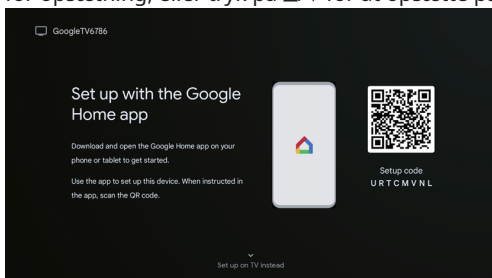 GoogleTV6786
Set up with the Google
Home app
Download and open the Google Home app on your
phone or tablet to get started.
Use the app to set up this device. When instructed in
the app, scan the QR code.
Setup code
URTCMVNL
Set up on TV instead